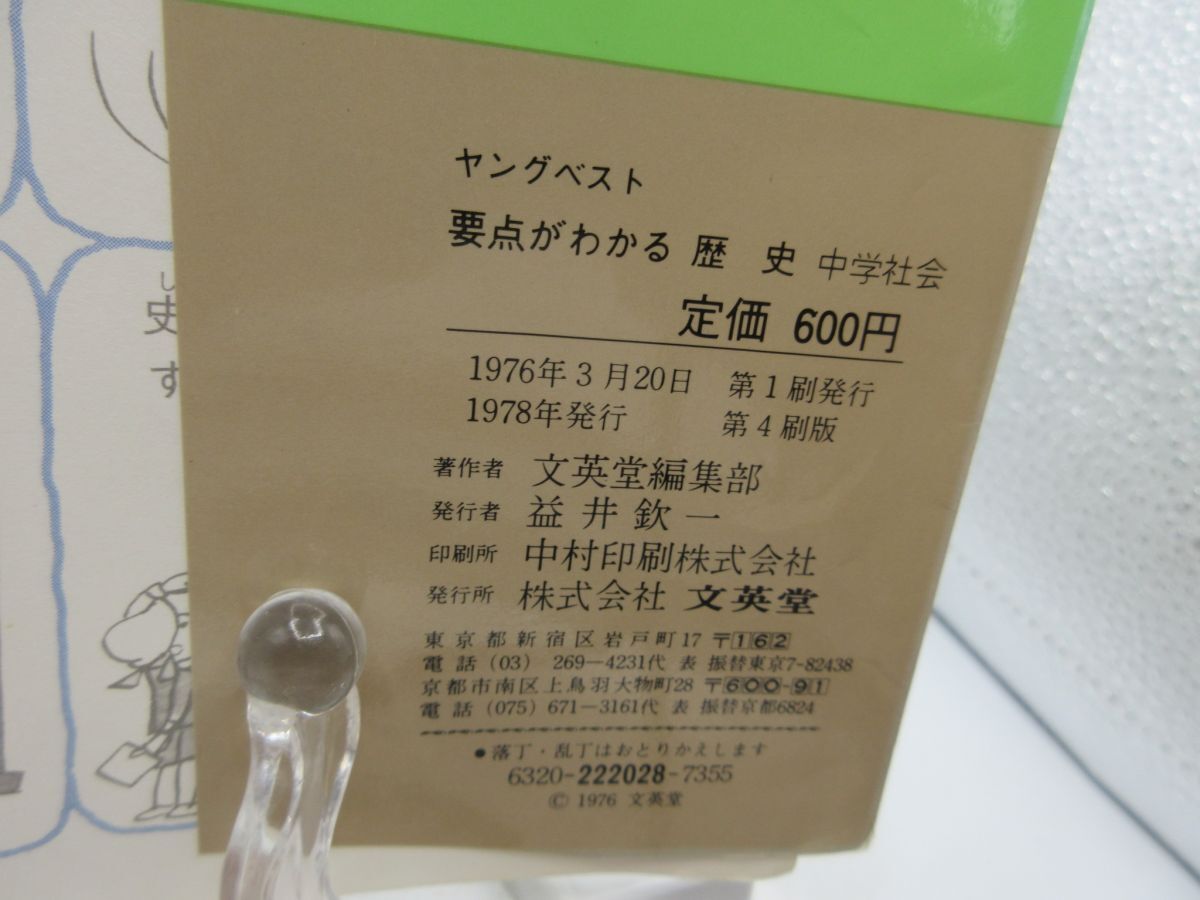 ヤングベスト
要点がわかる 歴 史 中学社会
定価 600円
1976年3月20日 第1刷発行
1978年発行 第4刷版
著作者 文英堂編集部
発行者 益井欽一
印刷所 中村印刷株式会社
発行所 株式会社 文英堂
東京都新宿区岩戸町17 〒162
電話(03) 269-4231代表 振替東京7-82438
京都市南区上鳥羽大物町28 〒600-91
電話(075) 671-3161代表 振替京都6824
●落丁・乱丁はおとりかえします
6320-222028-7355
© 1976 文英堂
し
史
す